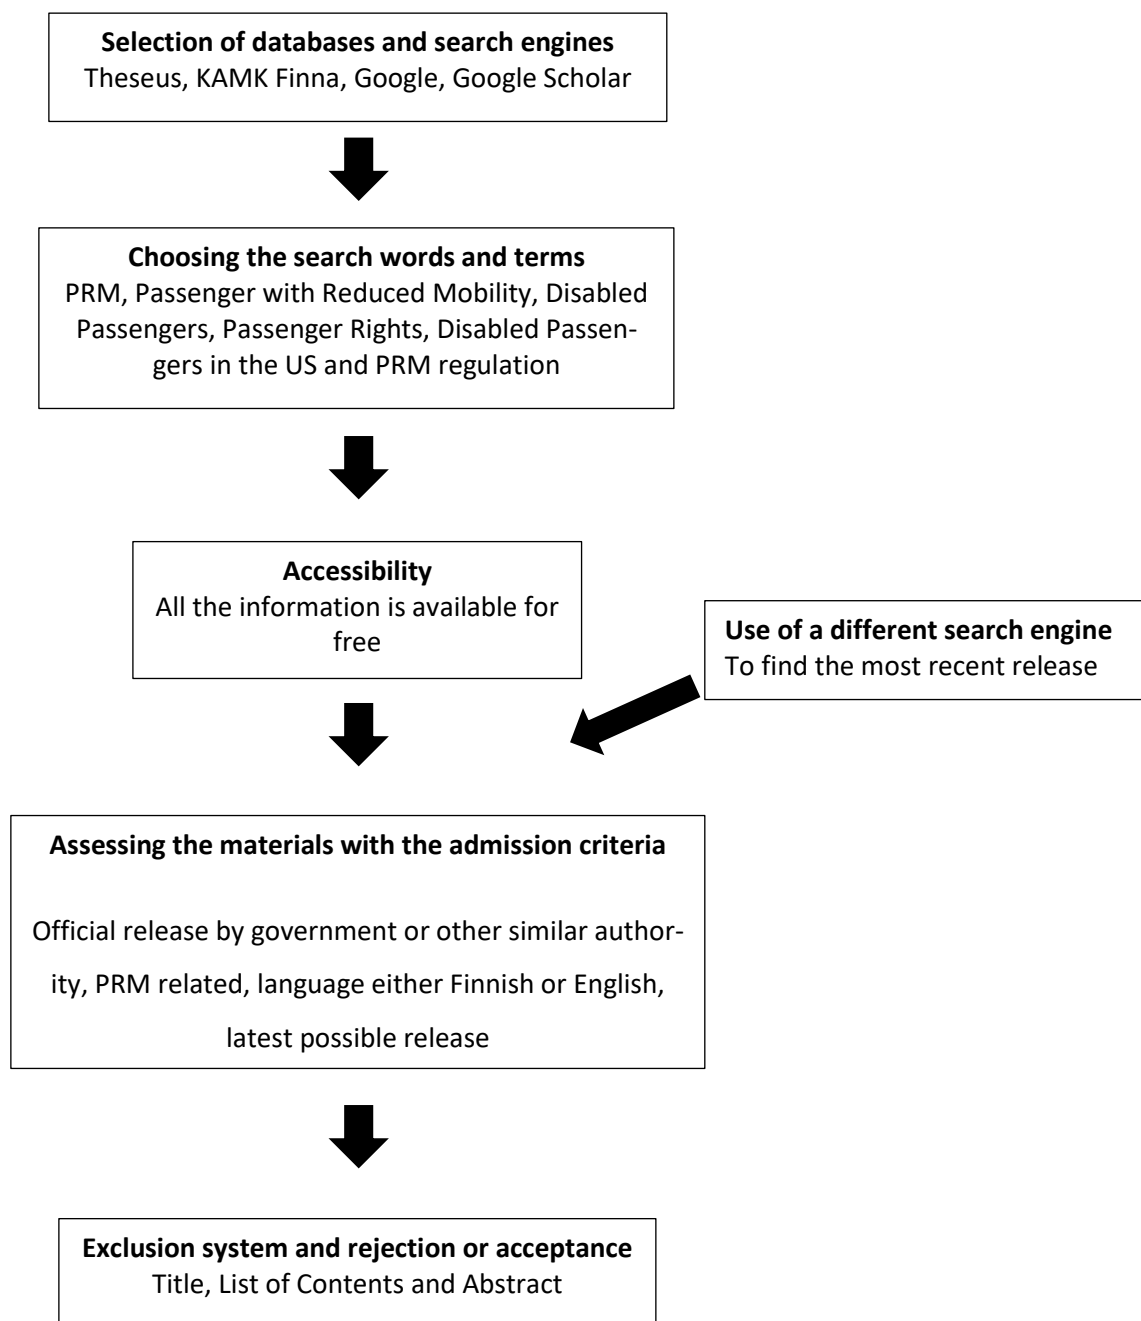 Selection of databases and search engines
Theseus, KAMK Finna, Google, Google Scholar
Choosing the search words and terms
PRM, Passenger with Reduced Mobility, Disabled
Passengers, Passenger Rights, Disabled Passen-
gers in the US and PRM regulation
Accessibility
All the information is available for
free
Use of a different search engine
To find the most recent release
Assessing the materials with the admission criteria
Official release by government or other similar author-
ity, PRM related, language either Finnish or English,
latest possible release
Exclusion system and rejection or acceptance
Title, List of Contents and Abstract